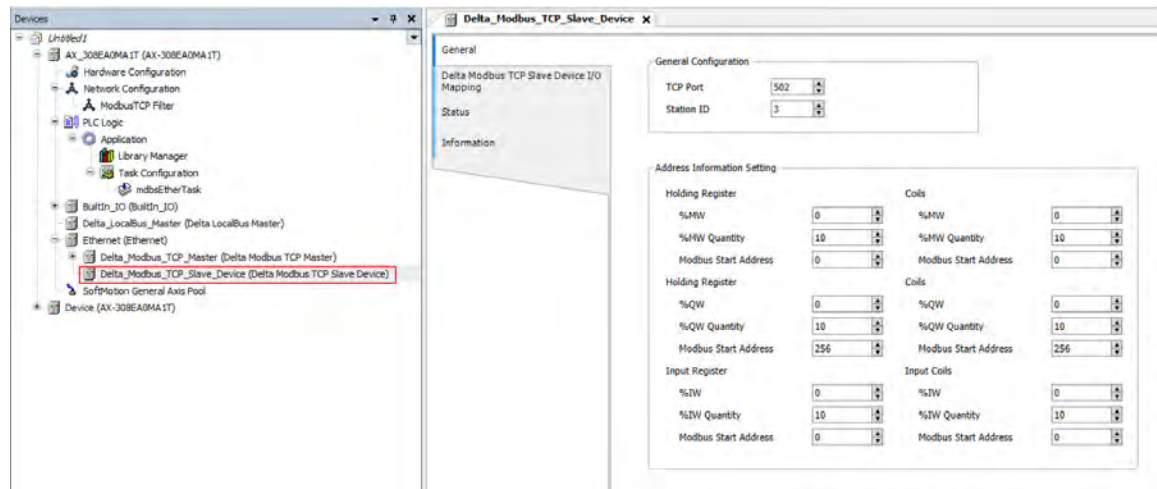 Devices
Untitled1
AX_308EA0MA1T (AX-308EA0MA1T)
Hardware Configuration
Network Configuration
ModbusTCP Filter
PLC Logic
Application
Library Manager
Task Configuration
mdbsEtherTask
BuiltIn_IO (BuiltIn_IO)
Delta_LocalBus_Master (Delta LocalBus Master)
Ethernet (Ethernet)
Delta_Modbus_TCP_Master (Delta Modbus TCP Master)
Delta_Modbus_TCP_Slave_Device (Delta Modbus TCP Slave Device)
SoftMotion General Axis Pool
Device (AX-308EA0MA1T)
Delta_Modbus_TCP_Slave_Device X
General
Delta Modbus TCP Slave Device I/O
Mapping
Status
Information
General Configuration
TCP Port 502
Station ID 3
Address Information Setting
Holding Register Coils
%MW 0 %MW 0
%MW Quantity 10 %MW Quantity 10
Modbus Start Address 0 Modbus Start Address 0
Holding Register Coils
%QW 0 %QW 0
%QW Quantity 10 %QW Quantity 10
Modbus Start Address 256 Modbus Start Address 256
Input Register Input Coils
%IW 0 %IW 0
%IW Quantity 10 %IW Quantity 10
Modbus Start Address 0 Modbus Start Address 0